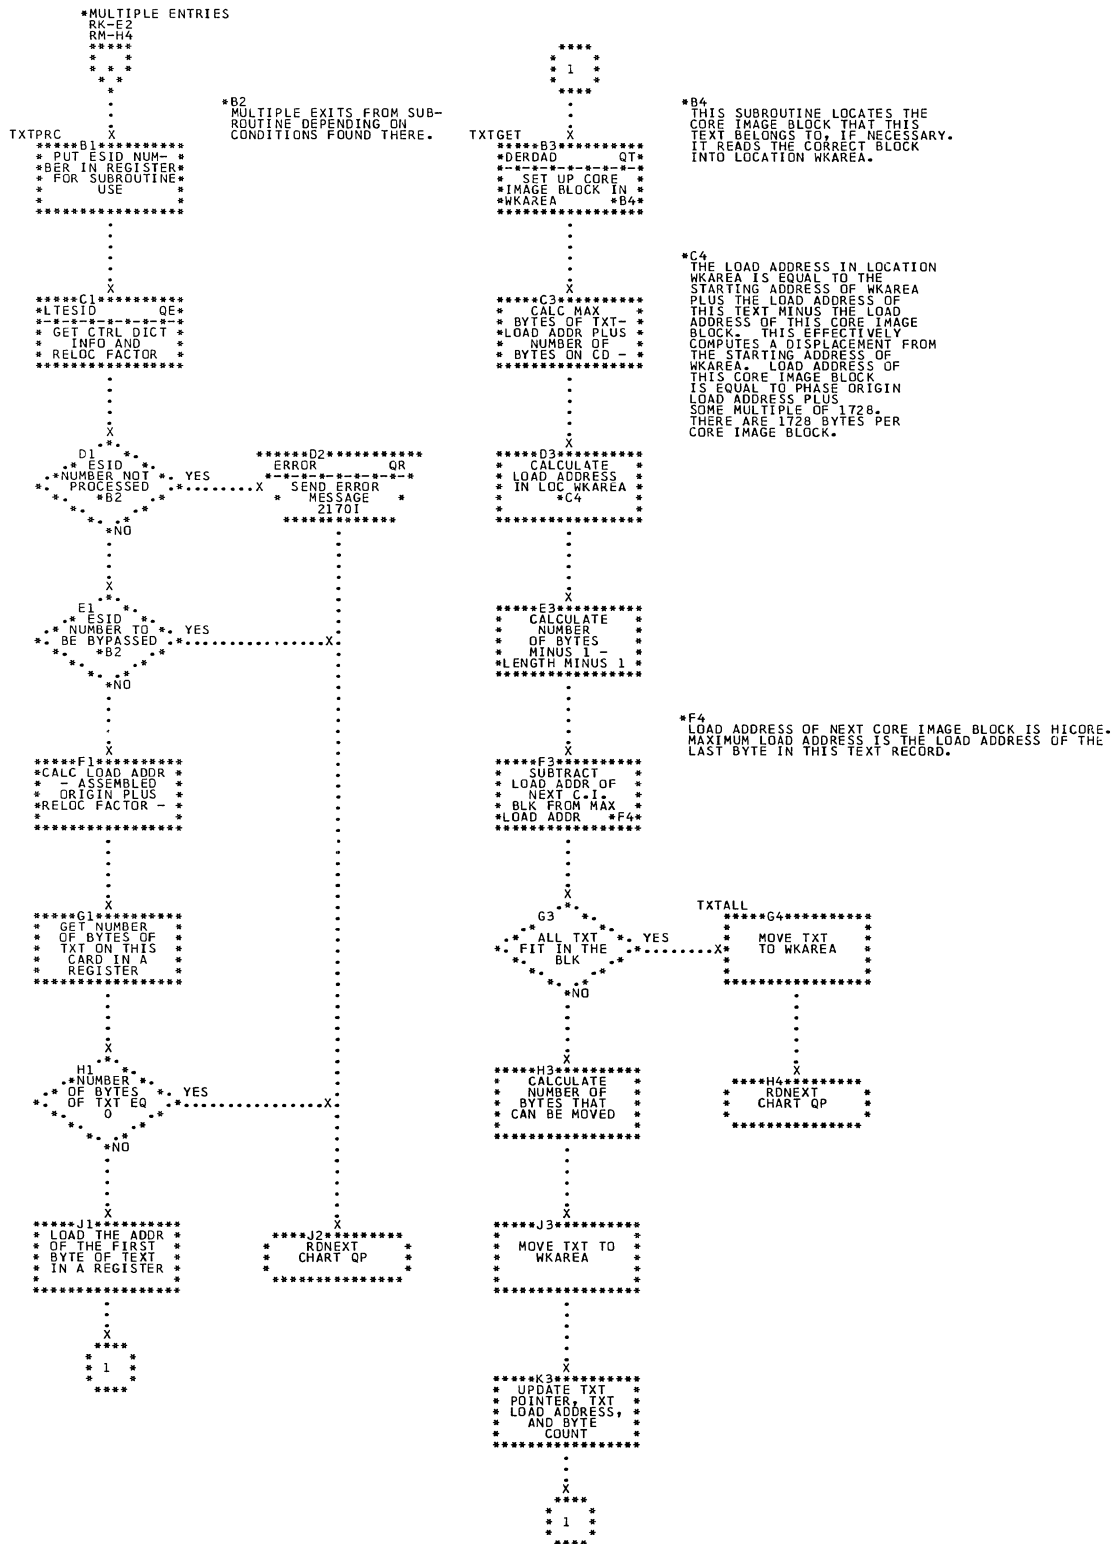 *MULTIPLE ENTRIES
RK-E2
RM-H4
*B2
MULTIPLE EXITS FROM SUB-
ROUTINE DEPENDING ON
CONDITIONS FOUND THERE.
TXTPRC
B1
PUT ESID NUM-
BER IN REGISTER
FOR SUBROUTINE
USE
C1
*LTESID QE*
GET CTRL DICT
INFO AND
RELOC FACTOR
D1
ESID
NUMBER NOT
PROCESSED
*B2
YES
*NO
D2
ERROR QR
SEND ERROR
MESSAGE
2170I
E1
ESID
NUMBER TO
BE BYPASSED
*B2
YES
*NO
F1
CALC LOAD ADDR
- ASSEMBLED
ORIGIN PLUS
RELOC FACTOR -
G1
GET NUMBER
OF BYTES OF
TXT ON THIS
CARD IN A
REGISTER
H1
NUMBER
OF BYTES
OF TXT EQ
0
YES
*NO
J1
LOAD THE ADDR
OF THE FIRST
BYTE OF TEXT
IN A REGISTER
J2
RDNEXT
CHART QP
1
1
TXTGET
B3
*DERDAD QT*
SET UP CORE
IMAGE BLOCK IN
WKAREA *B4*
*B4
THIS SUBROUTINE LOCATES THE
CORE IMAGE BLOCK THAT THIS
TEXT BELONGS TO, IF NECESSARY.
IT READS THE CORRECT BLOCK
INTO LOCATION WKAREA.
C3
CALC MAX
BYTES OF TXT-
LOAD ADDR PLUS
NUMBER OF
BYTES ON CD -
*C4
THE LOAD ADDRESS IN LOCATION
WKAREA IS EQUAL TO THE
STARTING ADDRESS OF WKAREA
PLUS THE LOAD ADDRESS OF
THIS TEXT MINUS THE LOAD
ADDRESS OF THIS CORE IMAGE
BLOCK. THIS EFFECTIVELY
COMPUTES A DISPLACEMENT FROM
THE STARTING ADDRESS OF
WKAREA. LOAD ADDRESS OF
THIS CORE IMAGE BLOCK
IS EQUAL TO PHASE ORIGIN
LOAD ADDRESS PLUS
SOME MULTIPLE OF 1728.
THERE ARE 1728 BYTES PER
CORE IMAGE BLOCK.
D3
CALCULATE
LOAD ADDRESS
IN LOC WKAREA
*C4
E3
CALCULATE
NUMBER
OF BYTES
MINUS 1 -
LENGTH MINUS 1
*F4
LOAD ADDRESS OF NEXT CORE IMAGE BLOCK IS HICORE.
MAXIMUM LOAD ADDRESS IS THE LOAD ADDRESS OF THE
LAST BYTE IN THIS TEXT RECORD.
F3
SUBTRACT
LOAD ADDR OF
NEXT C.I.
BLK FROM MAX
LOAD ADDR *F4*
G3
ALL TXT
FIT IN THE
BLK
YES
*NO
TXTALL
G4
MOVE TXT
TO WKAREA
H3
CALCULATE
NUMBER OF
BYTES THAT
CAN BE MOVED
H4
RDNEXT
CHART QP
J3
MOVE TXT TO
WKAREA
K3
UPDATE TXT
POINTER, TXT
LOAD ADDRESS,
AND BYTE
COUNT
1